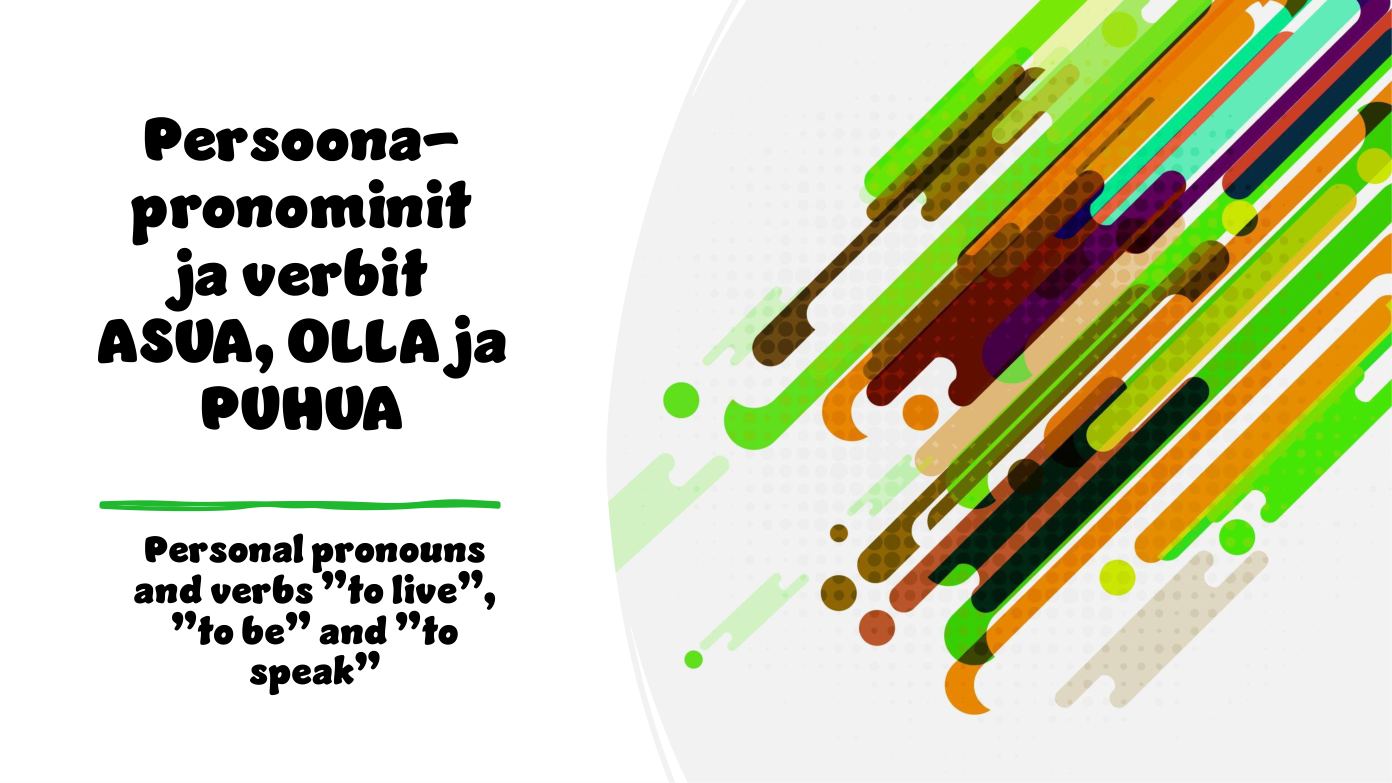 Persoona-
pronominit
ja verbit
ASUA, OLLA ja
PUHUA
Personal pronouns
and verbs ”to live”,
”to be” and ”to
speak”